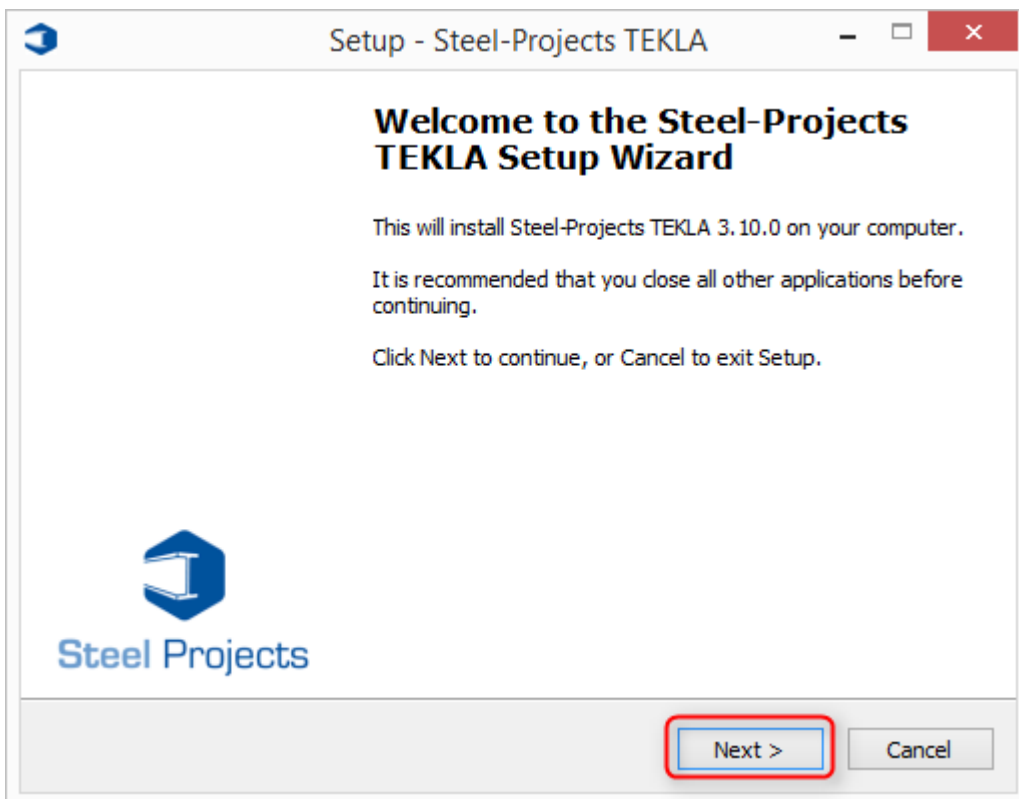 Setup - Steel-Projects TEKLA
Welcome to the Steel-Projects
TEKLA Setup Wizard
This will install Steel-Projects TEKLA 3.10.0 on your computer.
It is recommended that you close all other applications before
continuing.
Click Next to continue, or Cancel to exit Setup.
Steel Projects
Next >
Cancel